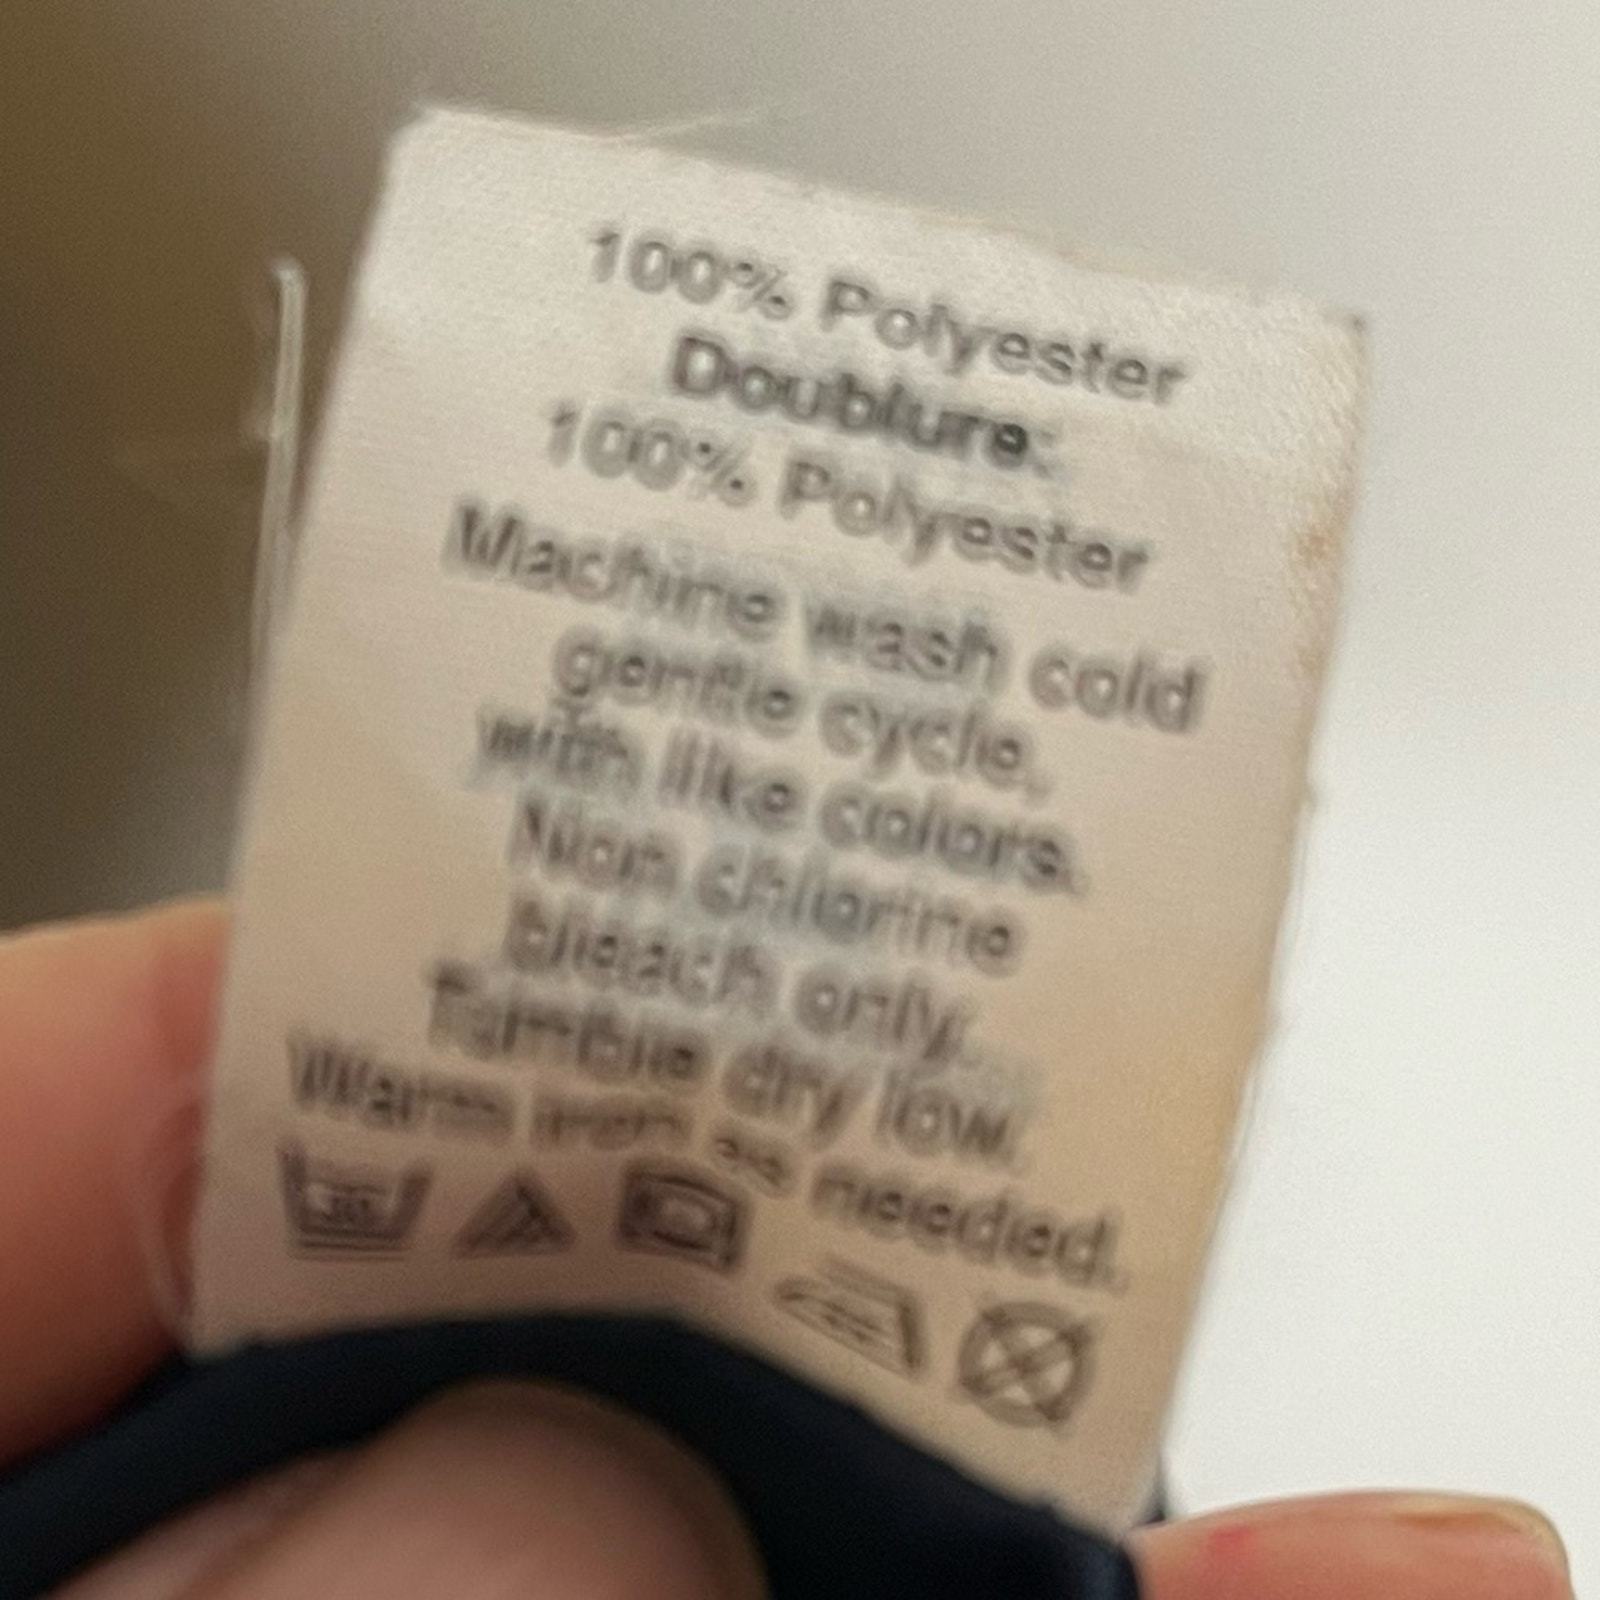 100% Polyester
Doublure:
100% Polyester
Machine wash cold
gentle cycle,
with like colors.
Non chlorine
bleach only.
Tumble dry low.
Warm iron as needed.
30